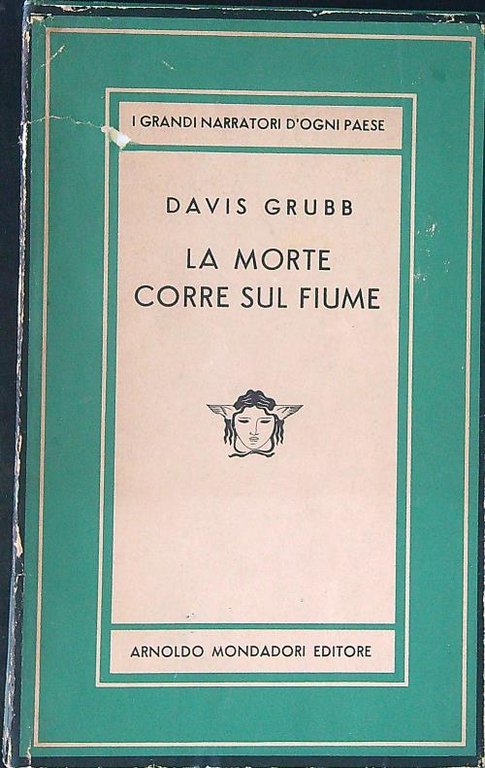 I GRANDI NARRATORI D'OGNI PAESE
DAVIS GRUBB
LA MORTE
CORRE SUL FIUME
ARNOLDO MONDADORI EDITORE